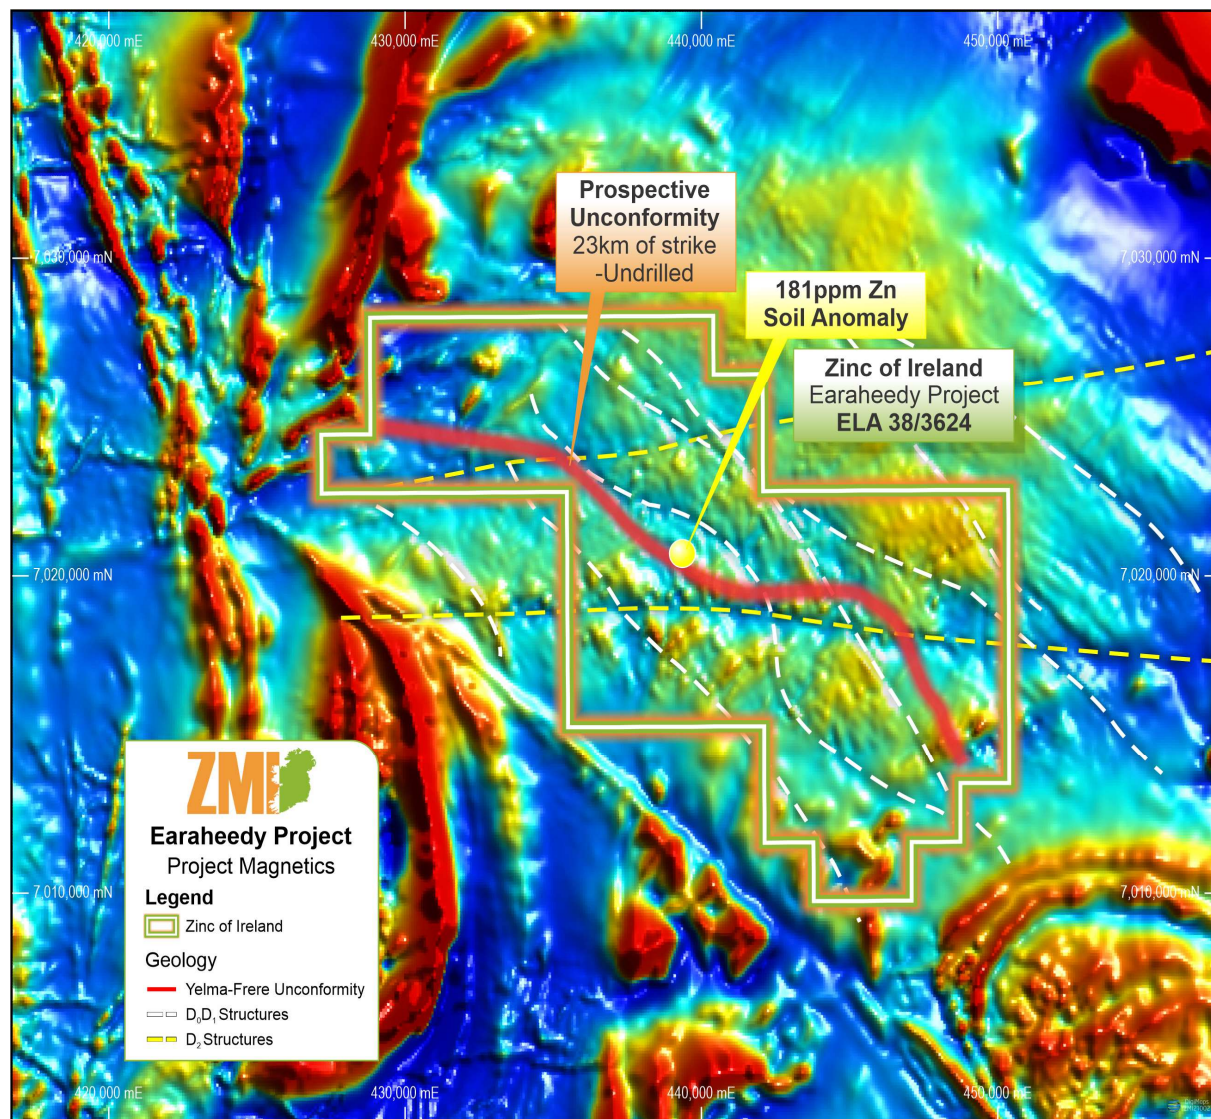 420,000 mE
430,000 mE
440,000 mE
450,000 mE
Prospective
Unconformity
23km of strike
-Undrilled
7,030,000 mN
7,030,000 mN
181ppm Zn
Soil Anomaly
Zinc of Ireland
Earaheedy Project
ELA 38/3624
7,020,000 mN
7,020,000 mN
ZMI
Earaheedy Project
Project Magnetics
Legend
Zinc of Ireland
Geology
Yelma-Frere Unconformity
D₀D₁ Structures
D₂ Structures
7,010,000 mN
7,010,000 mN
420,000 mE
430,000 mE
440,000 mE
450,000 mE